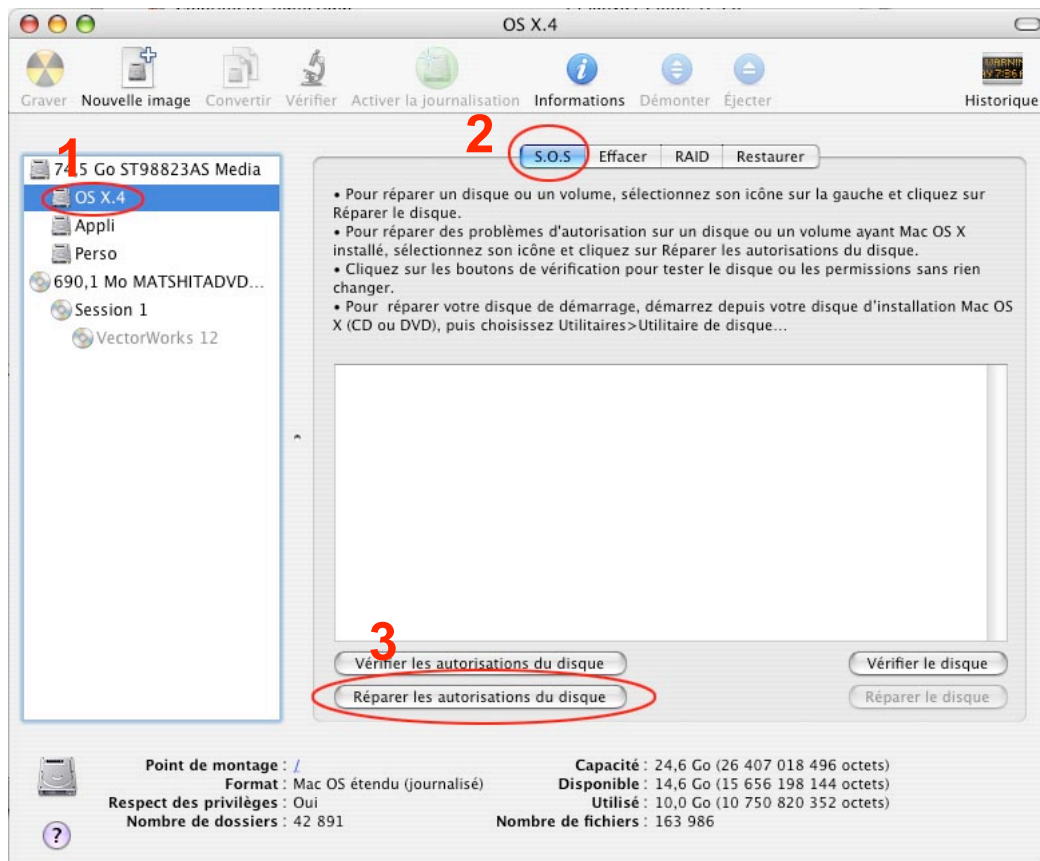 OS X.4
Graver Nouvelle image Convertir Vérifier Activer la journalisation Informations Démonter Éjecter Historique
1
2
74,5 Go ST98823AS Media
OS X.4
Appli
Perso
690,1 Mo MATSHITADVD...
Session 1
VectorWorks 12
S.O.S Effacer RAID Restaurer
• Pour réparer un disque ou un volume, sélectionnez son icône sur la gauche et cliquez sur
Réparer le disque.
• Pour réparer des problèmes d'autorisation sur un disque ou un volume ayant Mac OS X
installé, sélectionnez son icône et cliquez sur Réparer les autorisations du disque.
• Cliquez sur les boutons de vérification pour tester le disque ou les permissions sans rien
changer.
• Pour réparer votre disque de démarrage, démarrez depuis votre disque d'installation Mac OS
X (CD ou DVD), puis choisissez Utilitaires>Utilitaire de disque...
3
Vérifier les autorisations du disque Vérifier le disque
Réparer les autorisations du disque Réparer le disque
Point de montage : / Capacité : 24,6 Go (26 407 018 496 octets)
Format : Mac OS étendu (journalisé) Disponible : 14,6 Go (15 656 198 144 octets)
Respect des privilèges : Oui Utilisé : 10,0 Go (10 750 820 352 octets)
Nombre de dossiers : 42 891 Nombre de fichiers : 163 986
?